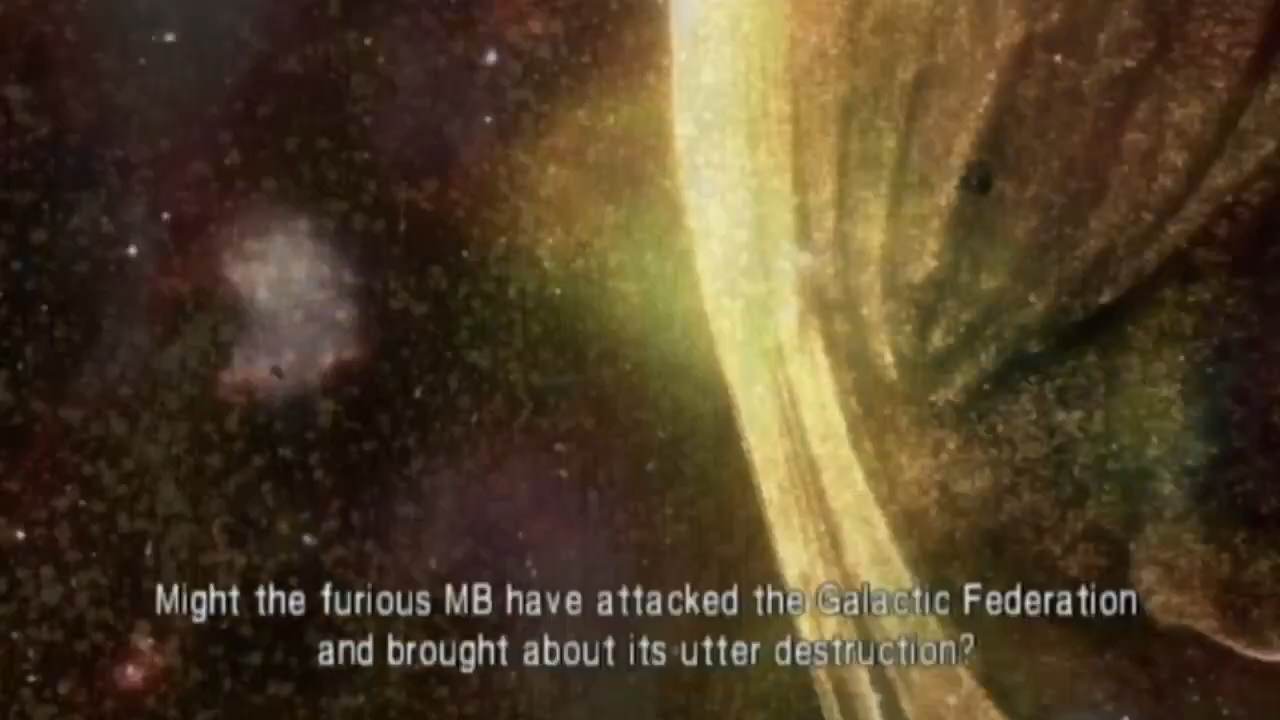 Might the furious MB have attacked the Galactic Federation
and brought about its utter destruction?